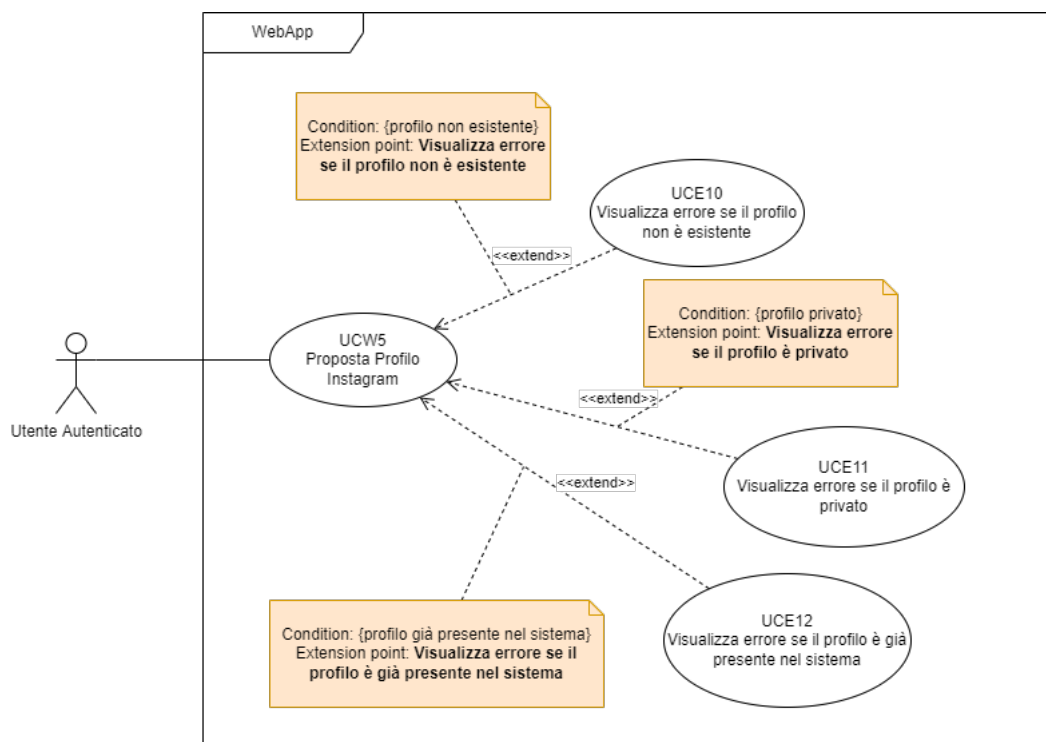 WebApp
Condition: {profilo non esistente}
Extension point: Visualizza errore
se il profilo non è esistente
UCE10
Visualizza errore se il profilo
non è esistente
<<extend>>
Condition: {profilo privato}
Extension point: Visualizza errore
se il profilo è privato
UCW5
Proposta Profilo
Instagram
Utente Autenticato
<<extend>>
UCE11
Visualizza errore se il profilo è
privato
<<extend>>
Condition: {profilo già presente nel sistema}
Extension point: Visualizza errore se il
profilo è già presente nel sistema
UCE12
Visualizza errore se il profilo è già
presente nel sistema